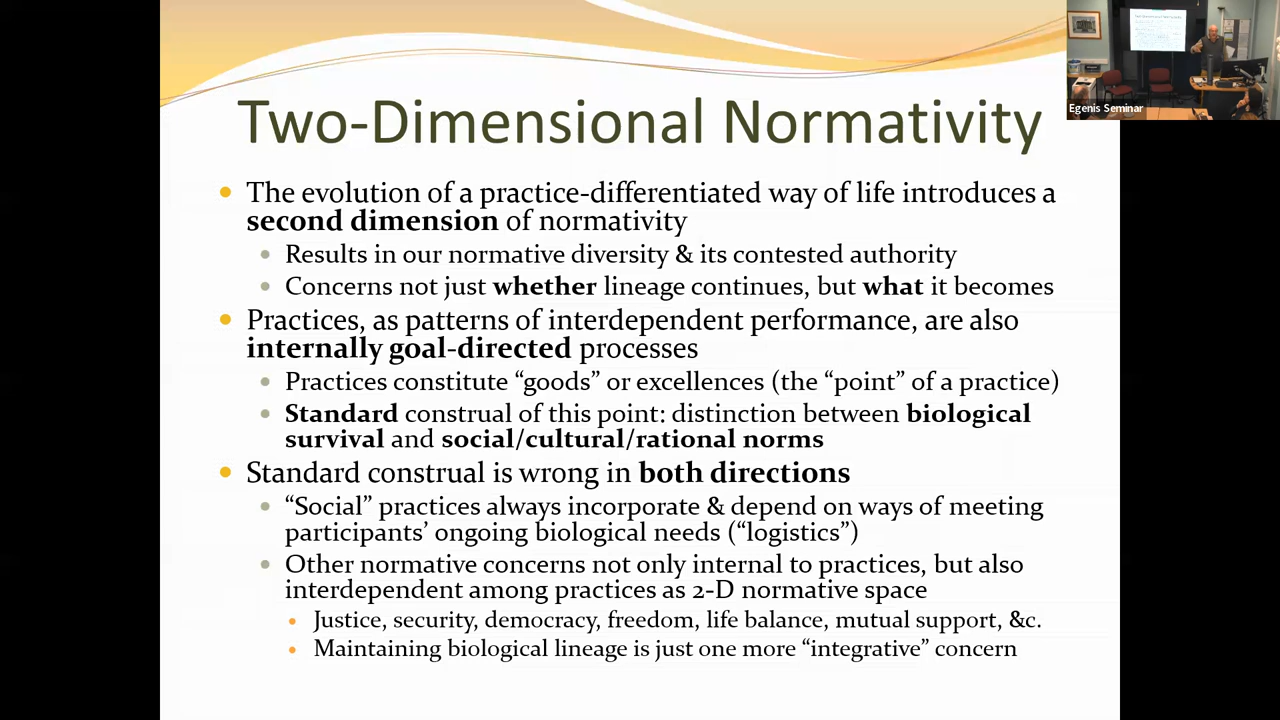 Two-Dimensional Normativity
• The evolution of a practice-differentiated way of life introduces a
second dimension of normativity
• Results in our normative diversity & its contested authority
• Concerns not just whether lineage continues, but what it becomes
• Practices, as patterns of interdependent performance, are also
internally goal-directed processes
• Practices constitute “goods” or excellences (the “point” of a practice)
• Standard construal of this point: distinction between biological
survival and social/cultural/rational norms
• Standard construal is wrong in both directions
• “Social” practices always incorporate & depend on ways of meeting
participants’ ongoing biological needs (“logistics”)
• Other normative concerns not only internal to practices, but also
interdependent among practices as 2-D normative space
• Justice, security, democracy, freedom, life balance, mutual support, &c.
• Maintaining biological lineage is just one more “integrative” concern
Egenis Seminar